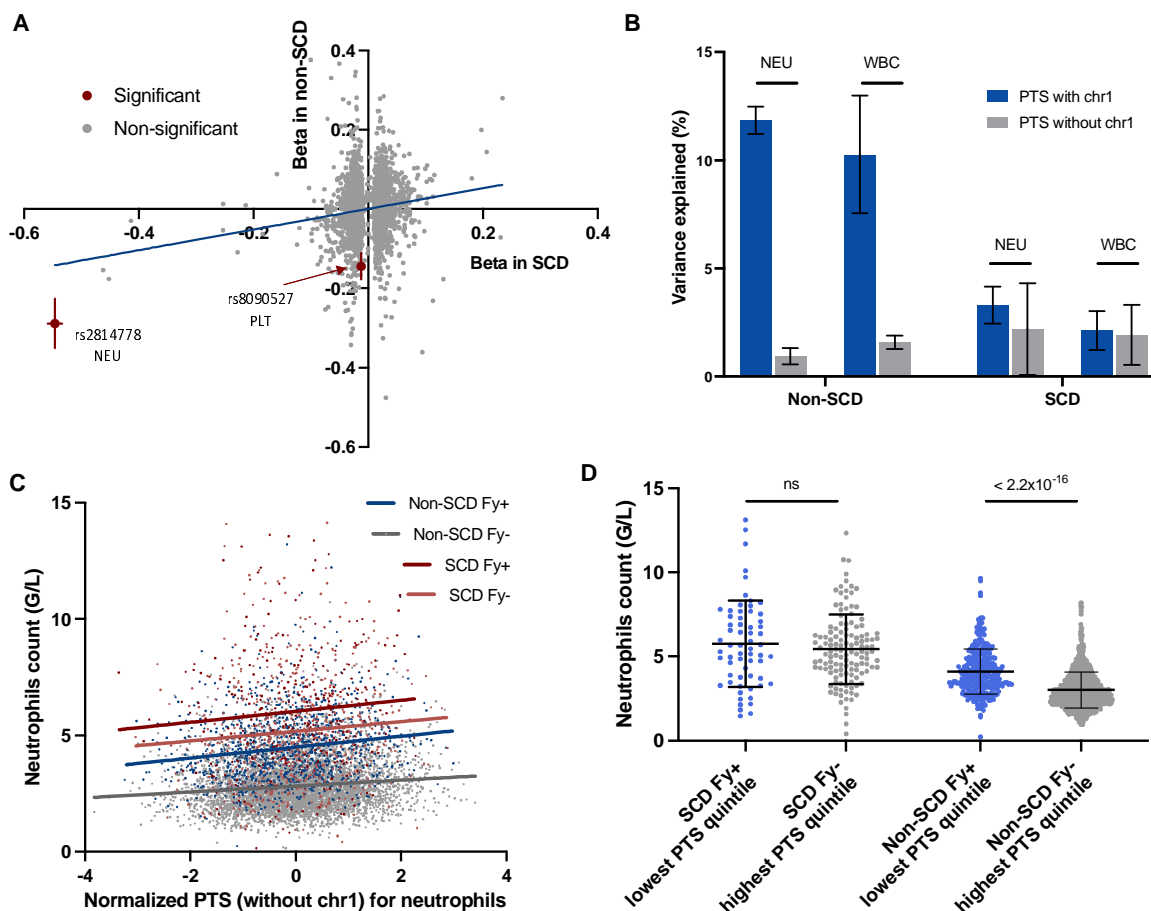 A
Beta in non-SCD
0.4
0.2
-0.6
-0.4
-0.2
0.2
0.4
-0.2
-0.4
-0.6
Significant
Non-significant
Beta in SCD
rs8090527
PLT
rs2814778
NEU
B
Variance explained (%)
15
10
5
0
NEU
WBC
NEU
WBC
PTS with chr1
PTS without chr1
Non-SCD
SCD
C
Neutrophils count (G/L)
15
10
5
0
-4
-2
0
2
4
Normalized PTS (without chr1) for neutrophils
Non-SCD Fy+
Non-SCD Fy-
SCD Fy+
SCD Fy-
D
Neutrophils count (G/L)
15
10
5
0
ns
< 2.2x10-16
SCD Fy+
lowest PTS quintile
SCD Fy-
highest PTS quintile
Non-SCD Fy+
lowest PTS quintile
Non-SCD Fy-
highest PTS quintile